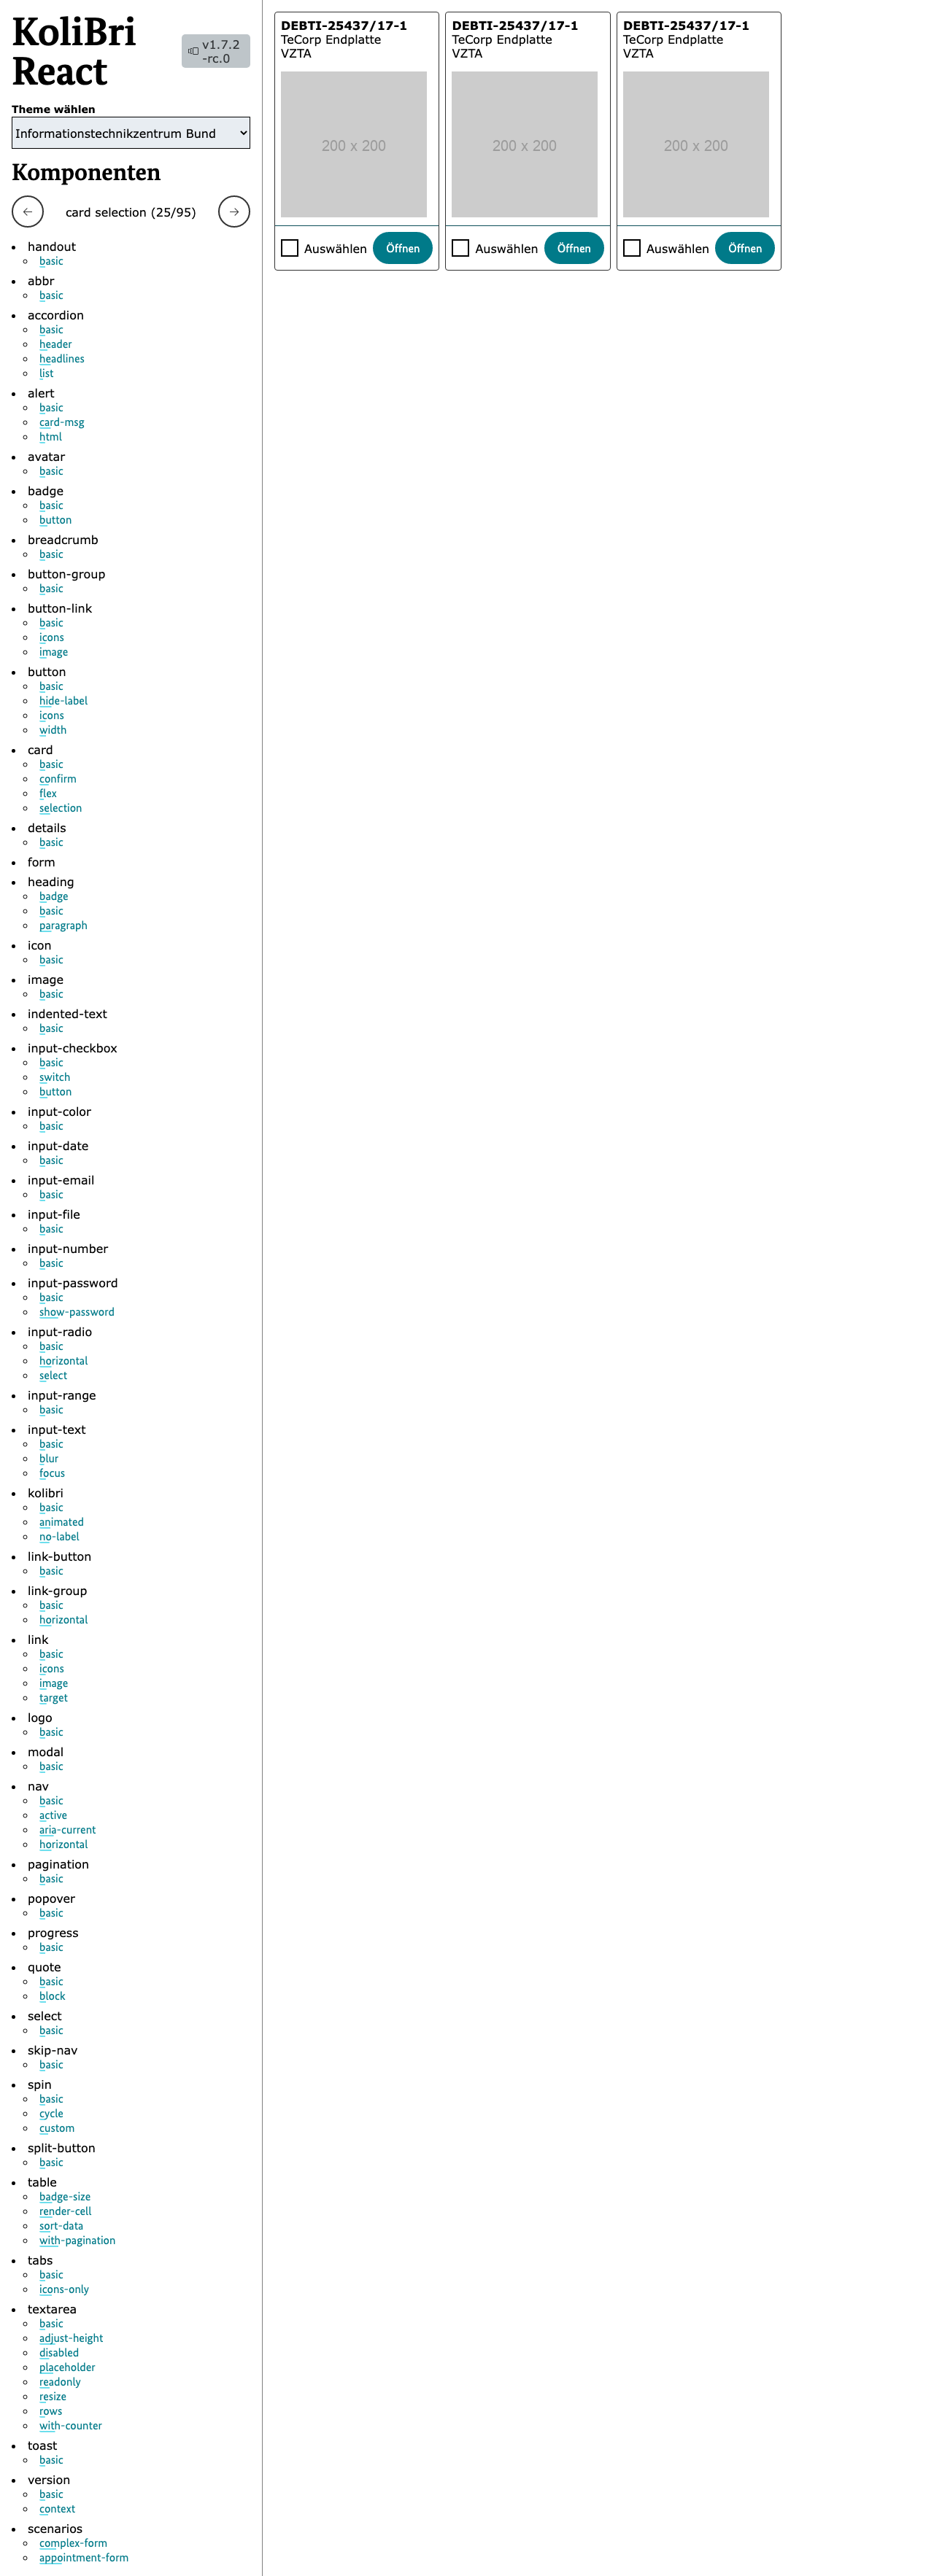 KoliBri
React
v1.7.2
-rc.0
Theme wählen
Informationstechnikzentrum Bund
Komponenten
card selection (25/95)
handout
basic
abbr
basic
accordion
basic
header
headlines
list
alert
basic
card-msg
html
avatar
basic
badge
basic
button
breadcrumb
basic
button-group
basic
button-link
basic
icons
image
button
basic
hide-label
icons
width
card
basic
confirm
flex
selection
details
basic
form
heading
badge
basic
paragraph
icon
basic
image
basic
indented-text
basic
input-checkbox
basic
switch
button
input-color
basic
input-date
basic
input-email
basic
input-file
basic
input-number
basic
input-password
basic
show-password
input-radio
basic
horizontal
select
input-range
basic
input-text
basic
blur
focus
kolibri
basic
animated
no-label
link-button
basic
link-group
basic
horizontal
link
basic
icons
image
target
logo
basic
modal
basic
nav
basic
active
aria-current
horizontal
pagination
basic
popover
basic
progress
basic
quote
basic
block
select
basic
skip-nav
basic
spin
basic
cycle
custom
split-button
basic
table
badge-size
render-cell
sort-data
with-pagination
tabs
basic
icons-only
textarea
basic
adjust-height
disabled
placeholder
readonly
resize
rows
with-counter
toast
basic
version
basic
context
scenarios
complex-form
appointment-form
DEBTI-25437/17-1
TeCorp Endplatte
VZTA
200 x 200
Auswählen Öffnen
DEBTI-25437/17-1
TeCorp Endplatte
VZTA
200 x 200
Auswählen Öffnen
DEBTI-25437/17-1
TeCorp Endplatte
VZTA
200 x 200
Auswählen Öffnen